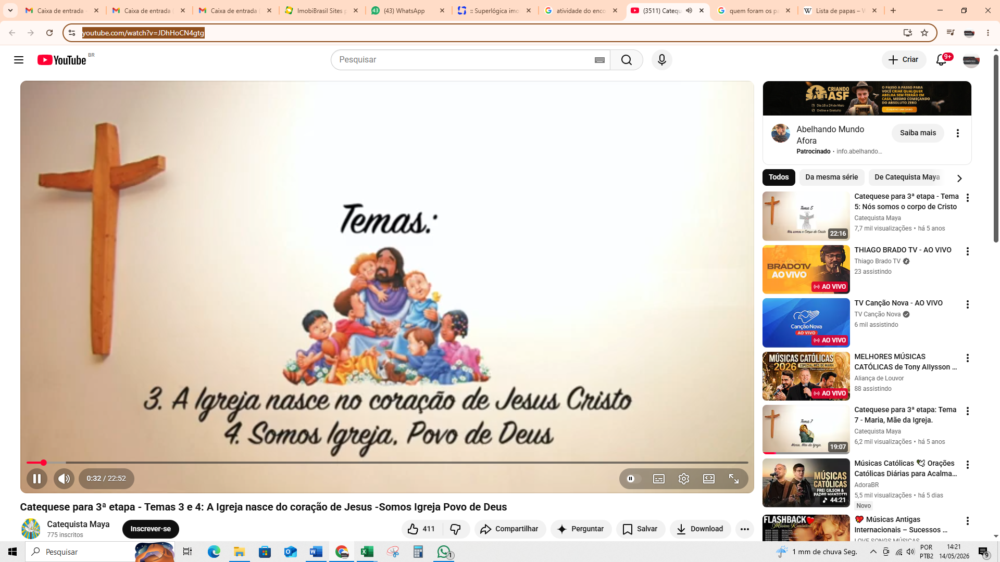 Caixa de entrada -
Caixa de entrada (
Caixa de entrada (
ImobiBrasil Sites p
(43) WhatsApp
:: Superlógica imo
atividade do enco
(3511) Catequ
quem foram os pa
Lista de papas – W
youtube.com/watch?v=JDhHoCN4gtg
YouTube BR
Pesquisar
Criar
9+
Temas:
3. A Igreja nasce no coração de Jesus Cristo
4. Somos Igreja, Povo de Deus
0:32 / 22:52
Catequese para 3ª etapa - Temas 3 e 4: A Igreja nasce do coração de Jesus -Somos Igreja Povo de Deus
Catequista Maya
775 inscritos
Inscrever-se
411
Compartilhar
Perguntar
Salvar
Download
CRIANDO
ASF
Dia 18 a 24 de Maio
Online e Gratuito
O PASSO A PASSO PARA
VOCÊ CRIAR QUALQUER
ABELHA SEM FERRÃO EM
CASA, MESMO COMEÇANDO
DO ABSOLUTO ZERO
Abelhando Mundo
Afora
Patrocinado · info.abelhando...
Saiba mais
Todos
Da mesma série
De Catequista Maya
Tema 5
Nós somos o Corpo de Cristo
22:16
Catequese para 3ª etapa - Tema
5: Nós somos o corpo de Cristo
Catequista Maya
7,7 mil visualizações • há 5 anos
THIAGO
BRADOTV
AO VIVO
AO VIVO
THIAGO BRADO TV - AO VIVO
Thiago Brado TV
23 assistindo
Canção Nova
AO VIVO
AO VIVO
TV Canção Nova - AO VIVO
TV Canção Nova
6 mil assistindo
MÚSICAS CATÓLICAS
2026
ESPECIAL MÊS DE MARIA
AO VIVO
MELHORES MÚSICAS
CATÓLICAS de Tony Allysson ...
Aliança de Louvor
88 assistindo
Tema 7
Maria, Mãe da Igreja.
19:07
Catequese para 3ª etapa: Tema
7 - Maria, Mãe da Igreja.
Catequista Maya
6,2 mil visualizações • há 5 anos
MÚSICAS
CATÓLICAS
FREI GILSON &
PADRE MANZOTTI
44:21
Músicas Católicas 🕊 Orações
Católicas Diárias para Acalma...
AdoraBR
5,5 mil visualizações • há 5 dias
Novo
FLASHBACK
Músicas Românticas
💖 Músicas Antigas
Internacionais – Sucessos ...
LOVE SONGS MÚSICAS
Pesquisar
1
1 mm de chuva Seg.
POR
PTB2
14:21
14/05/2026
9